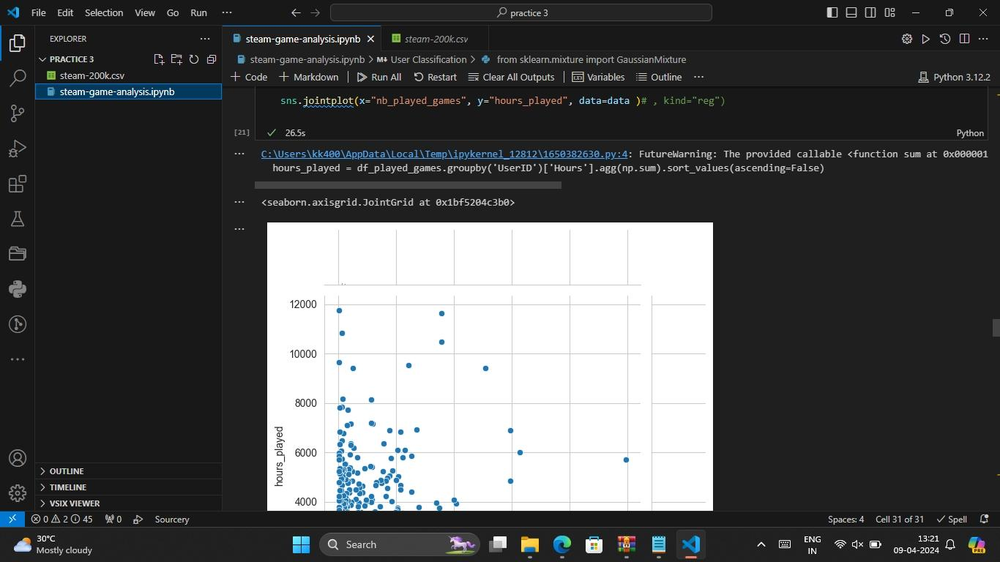 File Edit Selection View Go Run ··· practice 3
EXPLORER ···
PRACTICE 3
steam-200k.csv
steam-game-analysis.ipynb
OUTLINE
TIMELINE
VSIX VIEWER
steam-game-analysis.ipynb steam-200k.csv
steam-game-analysis.ipynb > M↓ User Classification > from sklearn.mixture import GaussianMixture
+ Code + Markdown Run All Restart Clear All Outputs Variables Outline ··· Python 3.12.2
sns.jointplot(x="nb_played_games", y="hours_played", data=data )# , kind="reg")
[21] 26.5s Python
C:\Users\kk400\AppData\Local\Temp\ipykernel_12812\1650382630.py:4: FutureWarning: The provided callable <function sum at 0x000001
hours_played = df_played_games.groupby('UserID')['Hours'].agg(np.sum).sort_values(ascending=False)
<seaborn.axisgrid.JointGrid at 0x1bf5204c3b0>
12000
10000
8000
6000
4000
hours_played
0 2 45 0 Sourcery Spaces: 4 Cell 31 of 31 Spell
30°C
Mostly cloudy
Search
PRE
ENG
IN
13:21
09-04-2024